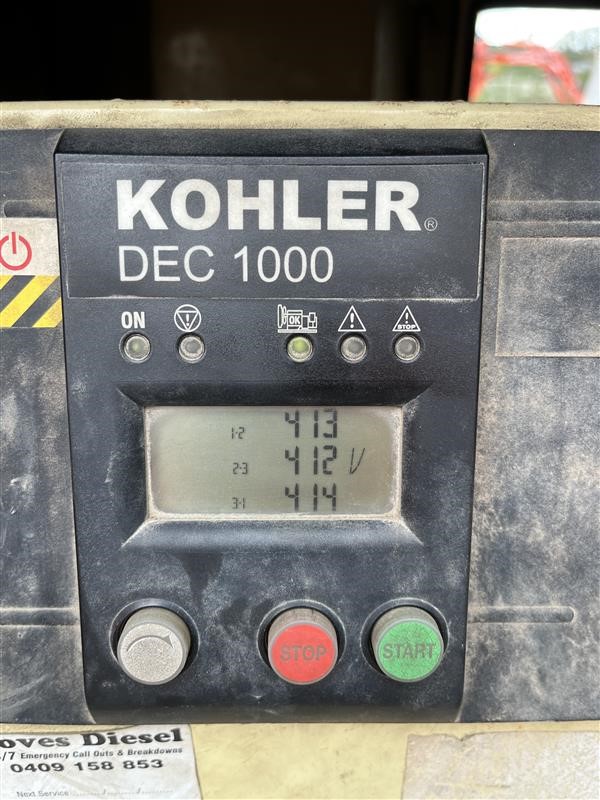 KOHLER®
DEC 1000
ON
OK
STOP
1-2 413
2-3 412 V
3-1 414
STOP START
oves Diesel
/7 Emergency Call Outs & Breakdowns
0409 158 853
Next Service